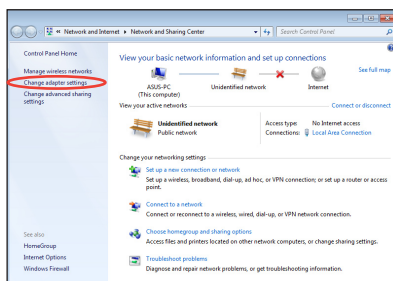 « Network and Internet ▸ Network and Sharing Center
Search Control Panel
Control Panel Home
Manage wireless networks
Change adapter settings
Change advanced sharing
settings
View your basic network information and set up connections
See full map
ASUS-PC
(This computer)
Unidentified network
Internet
View your active networks
Connect or disconnect
Unidentified network
Public network
Access type: No Internet access
Connections: Local Area Connection
Change your networking settings
Set up a new connection or network
Set up a wireless, broadband, dial-up, ad hoc, or VPN connection; or set up a router or access
point.
Connect to a network
Connect or reconnect to a wireless, wired, dial-up, or VPN network connection.
Choose homegroup and sharing options
Access files and printers located on other network computers, or change sharing settings.
Troubleshoot problems
Diagnose and repair network problems, or get troubleshooting information.
See also
HomeGroup
Internet Options
Windows Firewall